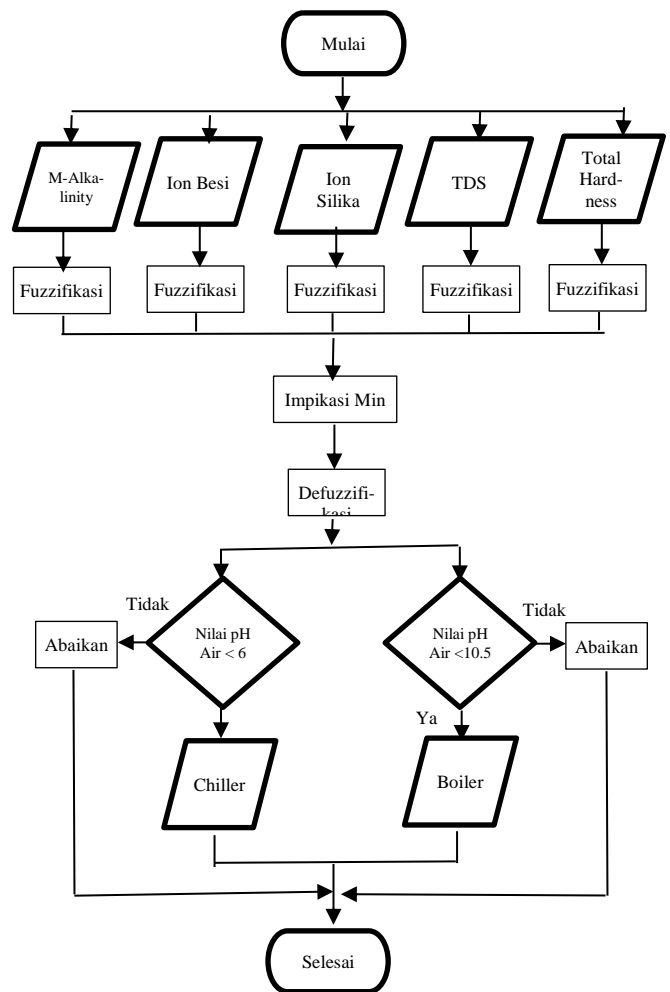 Mulai
M-Alka-
linity
Ion Besi
Ion
Silika
TDS
Total
Hard-
ness
Fuzzifikasi
Fuzzifikasi
Fuzzifikasi
Fuzzifikasi
Fuzzifikasi
Impikasi Min
Defuzzifi-
kasi
Tidak
Tidak
Abaikan
Nilai pH
Air < 6
Nilai pH
Air <10.5
Abaikan
Ya
Chiller
Boiler
Selesai